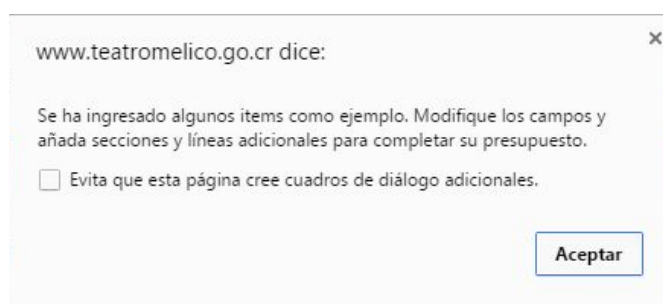 www.teatromelico.go.cr dice:
Se ha ingresado algunos items como ejemplo. Modifique los campos y
añada secciones y líneas adicionales para completar su presupuesto.
Evita que esta página cree cuadros de diálogo adicionales.
Aceptar